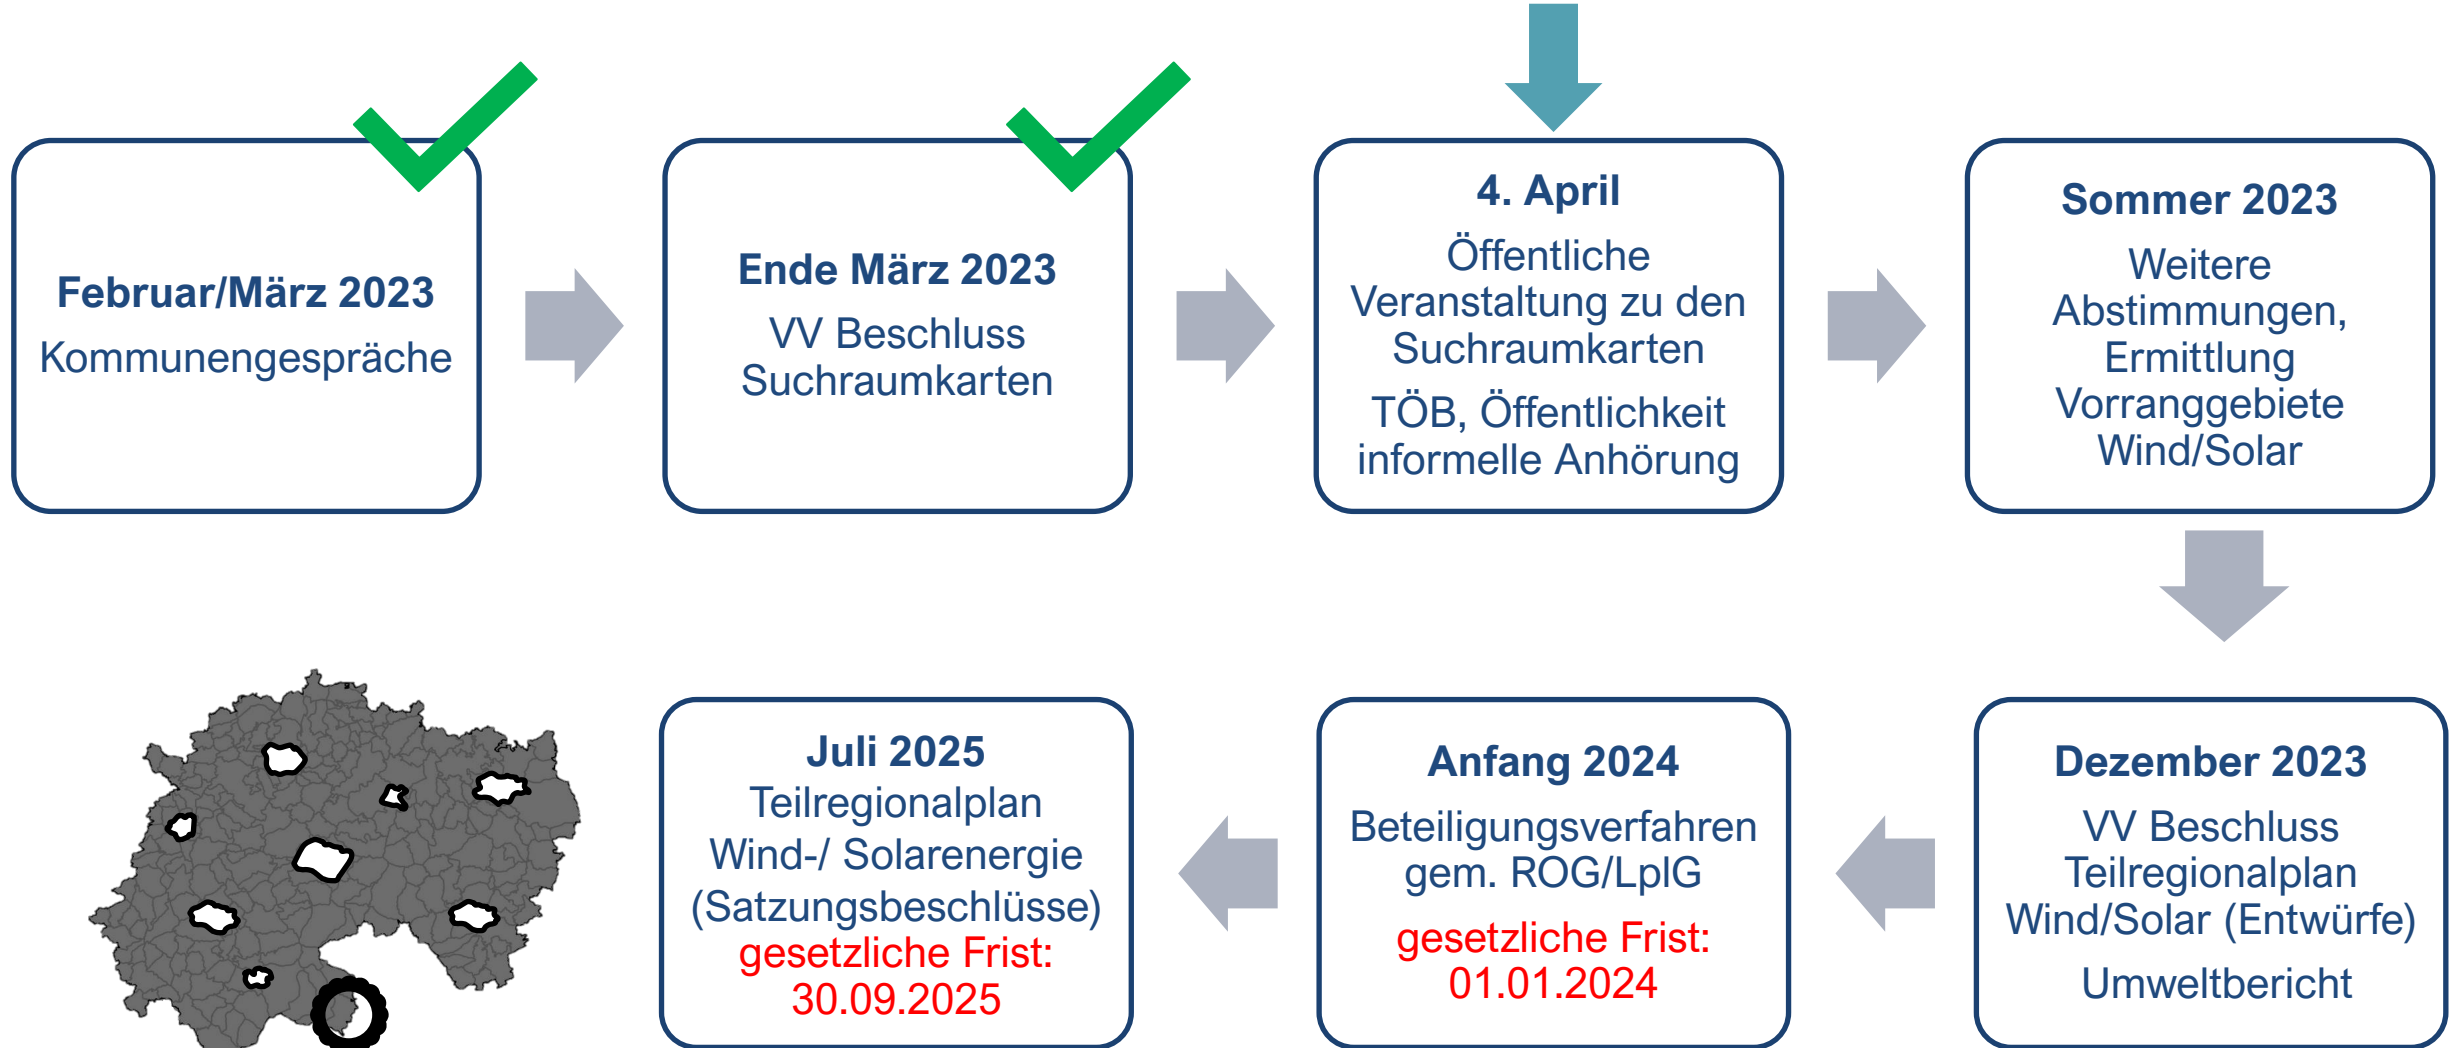 Februar/März 2023
Kommunengespräche
Ende März 2023
VV Beschluss
Suchraumkarten
4. April
Öffentliche
Veranstaltung zu den
Suchraumkarten
TÖB, Öffentlichkeit
informelle Anhörung
Sommer 2023
Weitere
Abstimmungen,
Ermittlung
Vorranggebiete
Wind/Solar
Dezember 2023
VV Beschluss
Teilregionalplan
Wind/Solar (Entwürfe)
Umweltbericht
Anfang 2024
Beteiligungsverfahren
gem. ROG/LplG
gesetzliche Frist:
01.01.2024
Juli 2025
Teilregionalplan
Wind-/ Solarenergie
(Satzungsbeschlüsse)
gesetzliche Frist:
30.09.2025